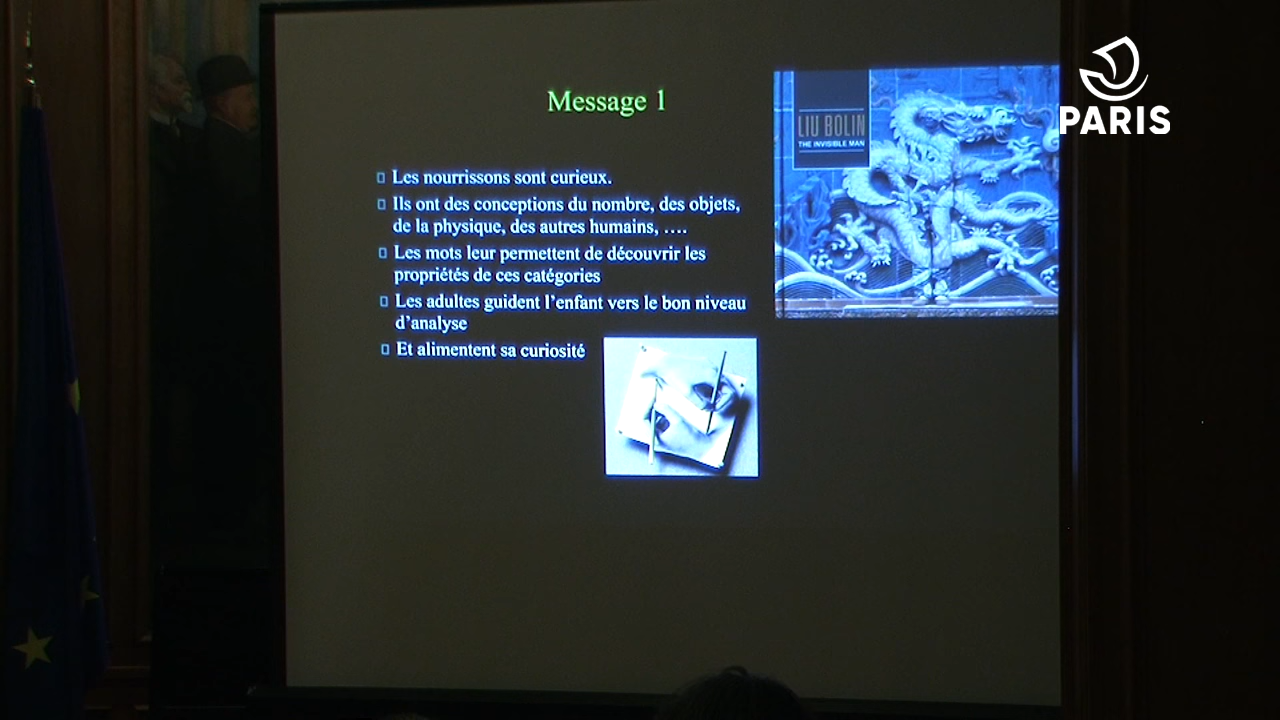 Message 1
Les nourrissons sont curieux.
Ils ont des conceptions du nombre, des objets,
de la physique, des autres humains, ….
Les mots leur permettent de découvrir les
propriétés de ces catégories
Les adultes guident l'enfant vers le bon niveau
d'analyse
Et alimentent sa curiosité
LIU BOLIN
THE INVISIBLE MAN
PARIS